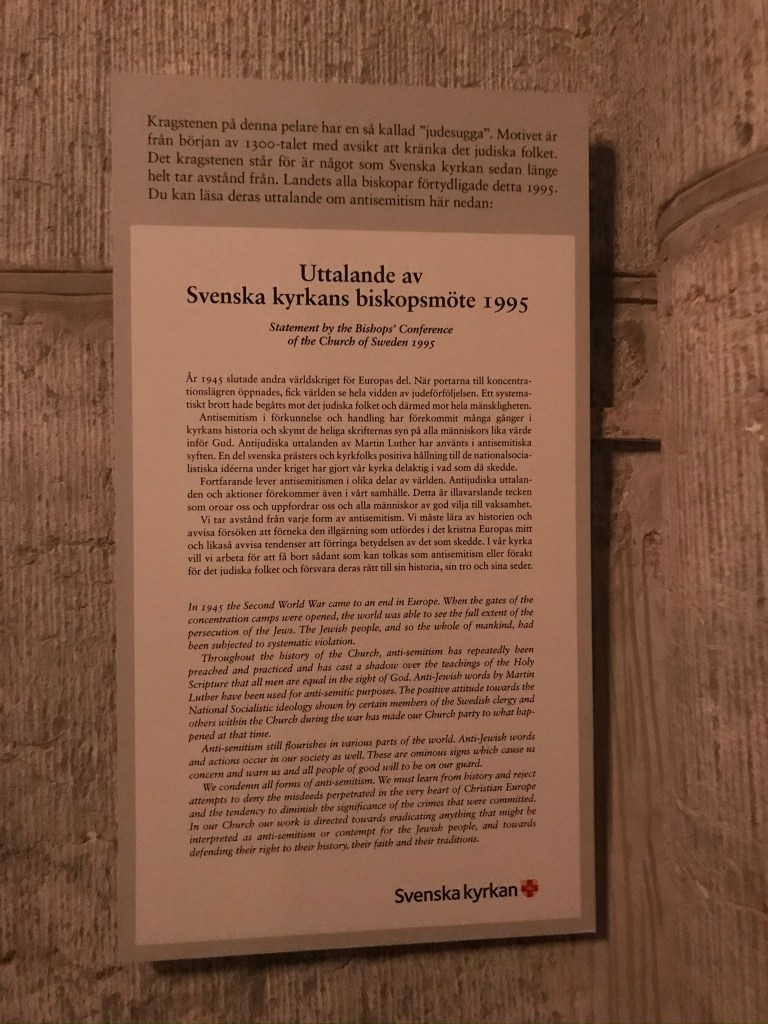 Kragstenen på denna pelare har en så kallad "judesugga". Motivet är
från början av 1300-talet med avsikt att kränka det judiska folket.
Det kragstenen står för är något som Svenska kyrkan sedan länge
helt tar avstånd från. Landets alla biskopar förtydligade detta 1995.
Du kan läsa deras uttalande om antisemitism här nedan:
Uttalande av
Svenska kyrkans biskopsmöte 1995
Statement by the Bishops' Conference
of the Church of Sweden 1995
År 1945 slutade andra världskriget för Europas del. När portarna till koncentra-
tionslägren öppnades, fick världen se hela vidden av judeförföljelsen. Ett systema-
tiskt brott hade begåtts mot det judiska folket och därmed mot hela mänskligheten.
Antisemitism i förkunnelse och handling har förekommit många gånger i
kyrkans historia och skymt de heliga skrifternas syn på alla människors lika värde
inför Gud. Antijudiska uttalanden av Martin Luther har använts i antisemitiska
syften. En del svenska prästers och kyrkfolks positiva hållning till de nationalsocia-
listiska idéerna under kriget har gjort vår kyrka delaktig i vad som då skedde.
Fortfarande lever antisemitismen i olika delar av världen. Antijudiska uttalan-
den och aktioner förekommer även i vårt samhälle. Detta är illavarslande tecken
som oroar oss och uppfordrar oss och alla människor av god vilja till vaksamhet.
Vi tar avstånd från varje form av antisemitism. Vi måste lära av historien och
avvisa försöken att förneka den illgärning som utfördes i det kristna Europas mitt
och likaså avvisa tendenser att förringa betydelsen av det som skedde. I vår kyrka
vill vi arbeta för att få bort sådant som kan tolkas som antisemitism eller förakt
för det judiska folket och försvara deras rätt till sin historia, sin tro och sina seder.
In 1945 the Second World War came to an end in Europe. When the gates of the
concentration camps were opened, the world was able to see the full extent of the
persecution of the Jews. The Jewish people, and so the whole of mankind, had
been subjected to systematic violation.
Throughout the history of the Church, anti-semitism has repeatedly been
preached and practiced and has cast a shadow over the teachings of the Holy
Scripture that all men are equal in the sight of God. Anti-Jewish words by Martin
Luther have been used for anti-semitic purposes. The positive attitude towards the
National Socialistic ideology shown by certain members of the Swedish clergy and
others within the Church during the war has made our Church party to what hap-
pened at that time.
Anti-semitism still flourishes in various parts of the world. Anti-Jewish words
and actions occur in our society as well. These are ominous signs which cause us
concern and warn us and all people of good will to be on our guard.
We condemn all forms of anti-semitism. We must learn from history and reject
attempts to deny the misdeeds perpetrated in the very heart of Christian Europe
and the tendency to diminish the significance of the crimes that were committed.
In our Church our work is directed towards eradicating anything that might be
interpreted as anti-semitism or contempt for the Jewish people, and towards
defending their right to their history, their faith and their traditions.
Svenska kyrkan